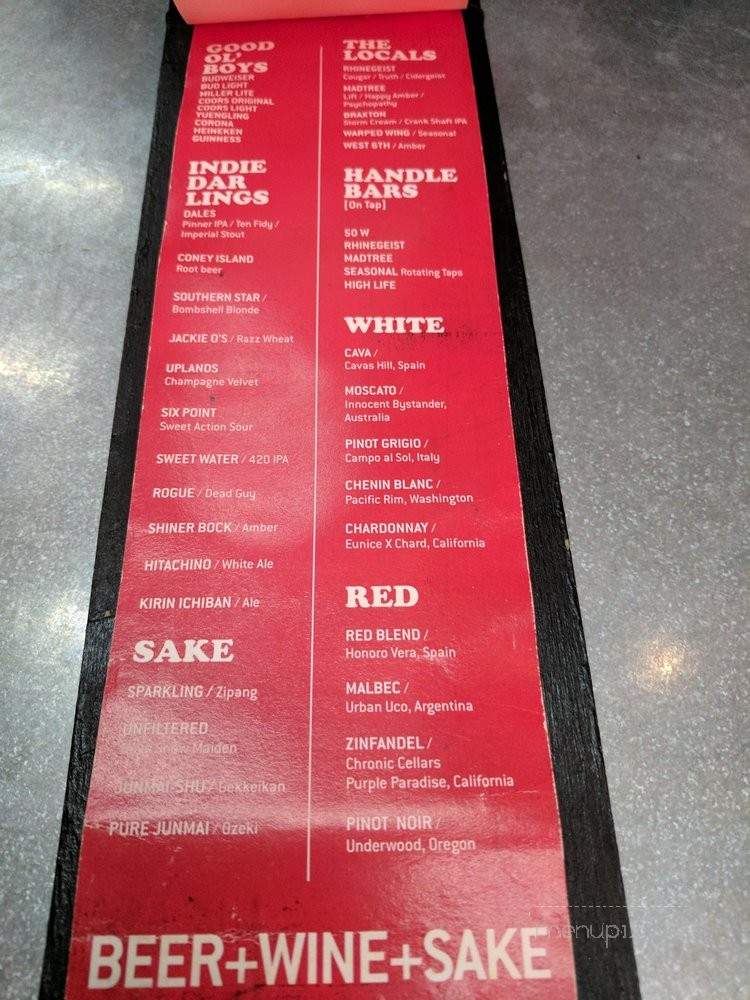 GOOD
OL'
BOYS
BUDWEISER
BUD LIGHT
MILLER LITE
COORS ORIGINAL
COORS LIGHT
YUENGLING
CORONA
HEINEKEN
GUINNESS
INDIE
DAR
LINGS
DALES
Pinner IPA / Ten Fidy /
Imperial Stout
CONEY ISLAND
Root beer
SOUTHERN STAR /
Bombshell Blonde
JACKIE O'S / Razz Wheat
UPLANDS
Champagne Velvet
SIX POINT
Sweet Action Sour
SWEET WATER / 420 IPA
ROGUE / Dead Guy
SHINER BOCK / Amber
HITACHINO / White Ale
KIRIN ICHIBAN / Ale
SAKE
SPARKLING / Zipang
UNFILTERED
Snow Maiden
JUNMAI-SHU / Gekkeikan
PURE JUNMAI / Ozeki
THE
LOCALS
RHINEGEIST
Cougar / Truth / Cidergeist
MADTREE
Lift / Happy Amber /
Psychopathy
BRAXTON
Storm Cream / Crank Shaft IPA
WARPED WING / Seasonal
WEST 6TH / Amber
HANDLE
BARS
[On Tap]
50 W
RHINEGEIST
MADTREE
SEASONAL Rotating Taps
HIGH LIFE
WHITE
CAVA /
Cavas Hill, Spain
MOSCATO /
Innocent Bystander,
Australia
PINOT GRIGIO /
Campo al Sol, Italy
CHENIN BLANC /
Pacific Rim, Washington
CHARDONNAY /
Eunice X Chard, California
RED
RED BLEND /
Honoro Vera, Spain
MALBEC /
Urban Uco, Argentina
ZINFANDEL /
Chronic Cellars
Purple Paradise, California
PINOT NOIR /
Underwood, Oregon
BEER+WINE+SAKE